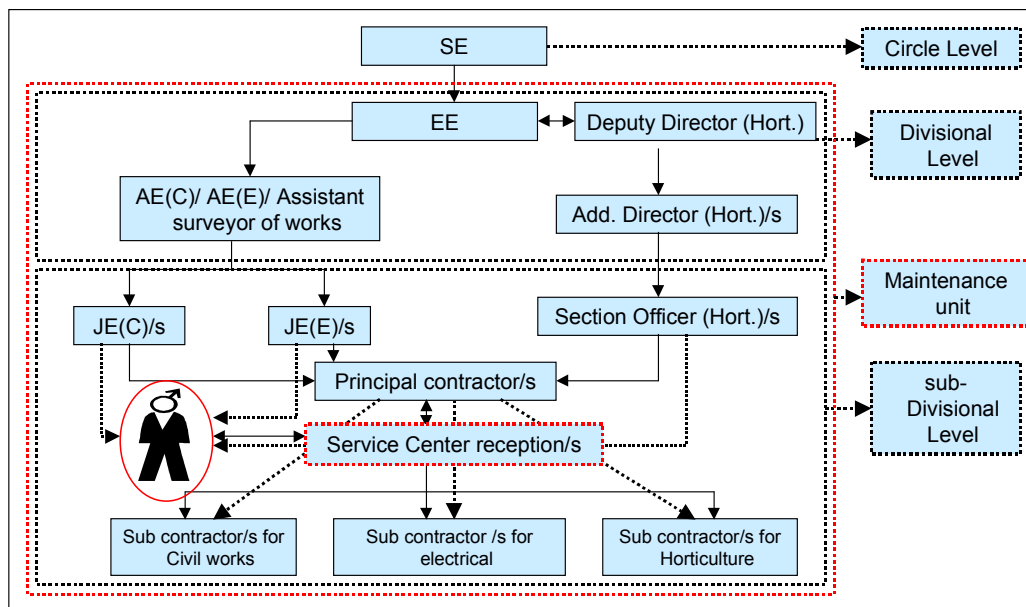 SE
Circle Level
EE
Deputy Director (Hort.)
Divisional
Level
AE(C)/ AE(E)/ Assistant
surveyor of works
Add. Director (Hort.)/s
Maintenance
unit
JE(C)/s
JE(E)/s
Section Officer (Hort.)/s
Principal contractor/s
sub-
Divisional
Level
Service Center reception/s
Sub contractor/s for
Civil works
Sub contractor /s for
electrical
Sub contractor/s for
Horticulture